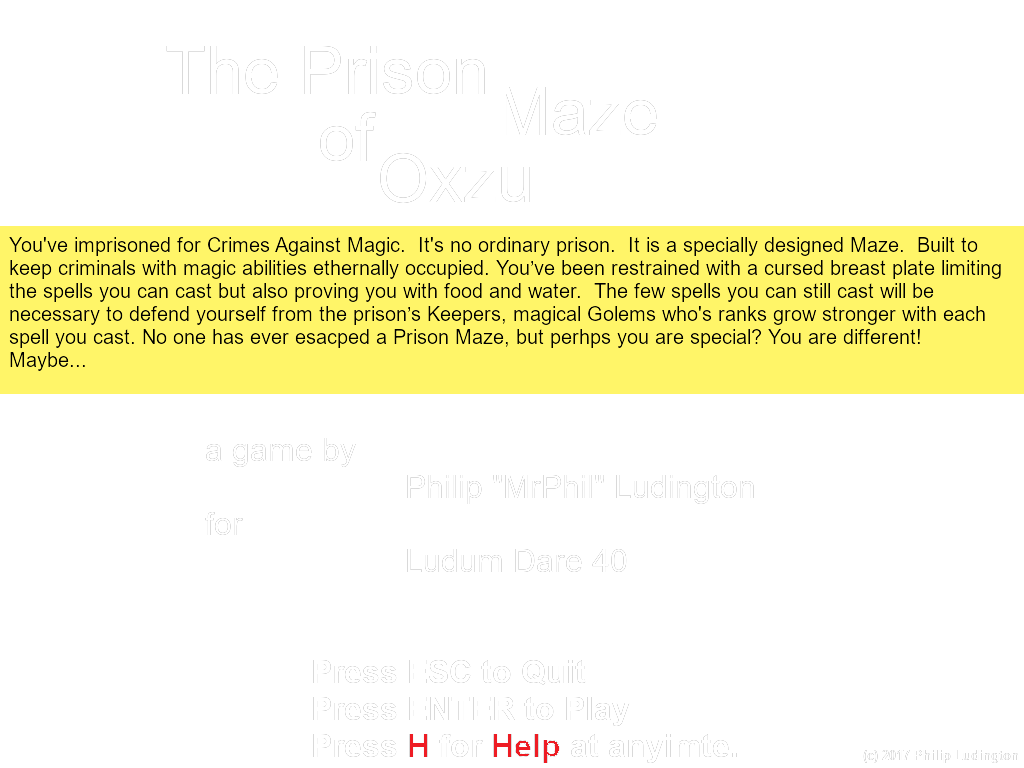 The Prison
Maze
of
Oxzu
You've imprisoned for Crimes Against Magic.  It's no ordinary prison.  It is a specially designed Maze.  Built to
keep criminals with magic abilities ethernally occupied. You’ve been restrained with a cursed breast plate limiting
the spells you can cast but also proving you with food and water.  The few spells you can still cast will be
necessary to defend yourself from the prison’s Keepers, magical Golems who's ranks grow stronger with each
spell you cast. No one has ever esacped a Prison Maze, but perhps you are special? You are different!
Maybe...
a game by
Philip "MrPhil" Ludington
for
Ludum Dare 40
Press ESC to Quit
Press ENTER to Play
Press H for Help at anyimte.
(c) 2017 Philip Ludington